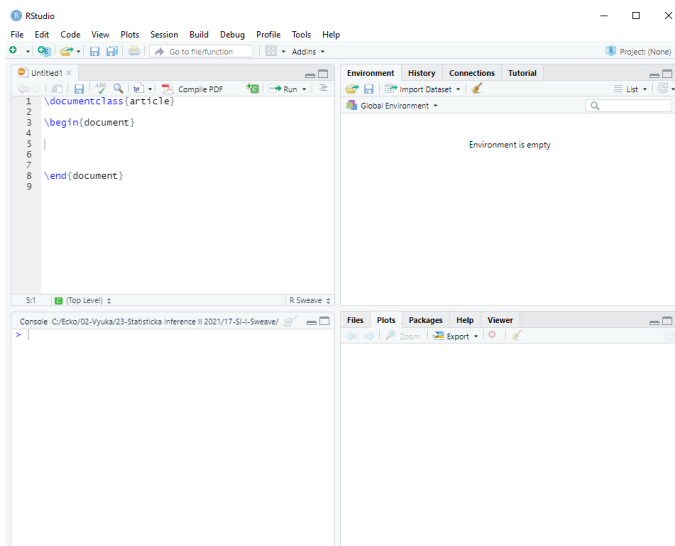 RStudio
File Edit Code View Plots Session Build Debug Profile Tools Help
Go to file/function Addins Project: (None)
Untitled1
ABC Compile PDF Run
1 \documentclass{article}
2
3 \begin{document}
4
5
6
7
8 \end{document}
9
5:1 (Top Level) R Sweave
Console C:/Ecko/02-Vyuka/23-Statisticka inference II 2021/17-SI-I-Sweave/
>
Environment History Connections Tutorial
Import Dataset List
Global Environment
Environment is empty
Files Plots Packages Help Viewer
Zoom Export